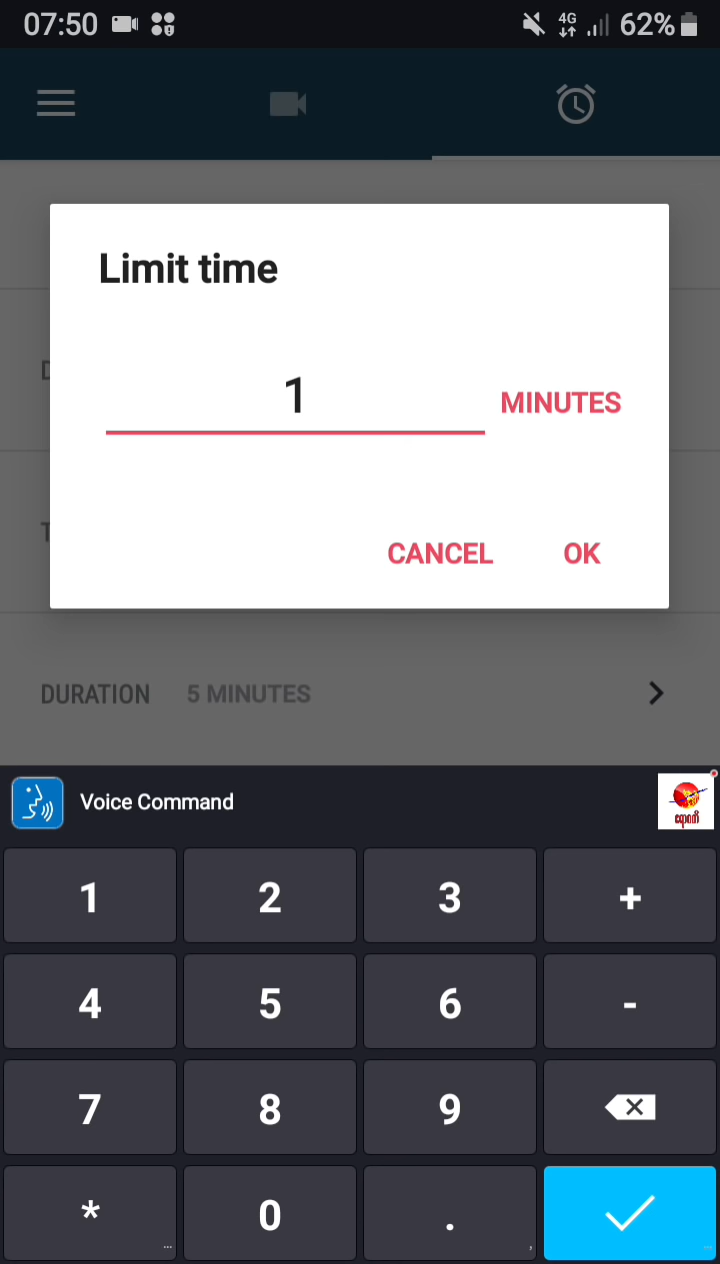 07:50 4G 62%
Limit time
1 MINUTES
CANCEL OK
D
T
DURATION 5 MINUTES
Voice Command
1 2 3 +
4 5 6 -
7 8 9
* 0 .